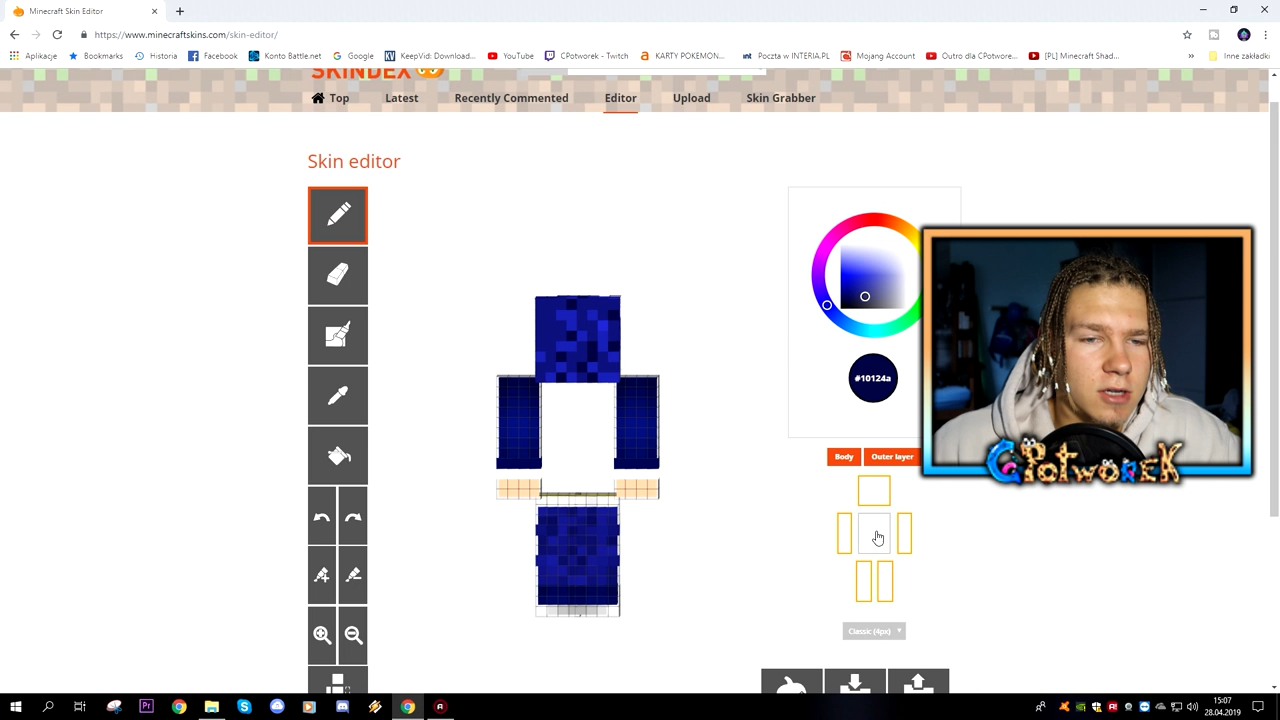 Minecraft Skin Editor
https://www.minecraftskins.com/skin-editor/
Aplikacje Bookmarks Historia Facebook Konto Battle.net Google KeepVid: Download... YouTube CPotworek - Twitch KARTY POKEMON... Poczta w INTERIA.PL Mojang Account Outro dla CPotwore... [PL] Minecraft Shad... » Inne zakładki
SKINDEX
Top Latest Recently Commented Editor Upload Skin Grabber
Skin editor
#10124a
Body Outer layer
CPotworek
Classic (4px)
15:07
28.04.2019